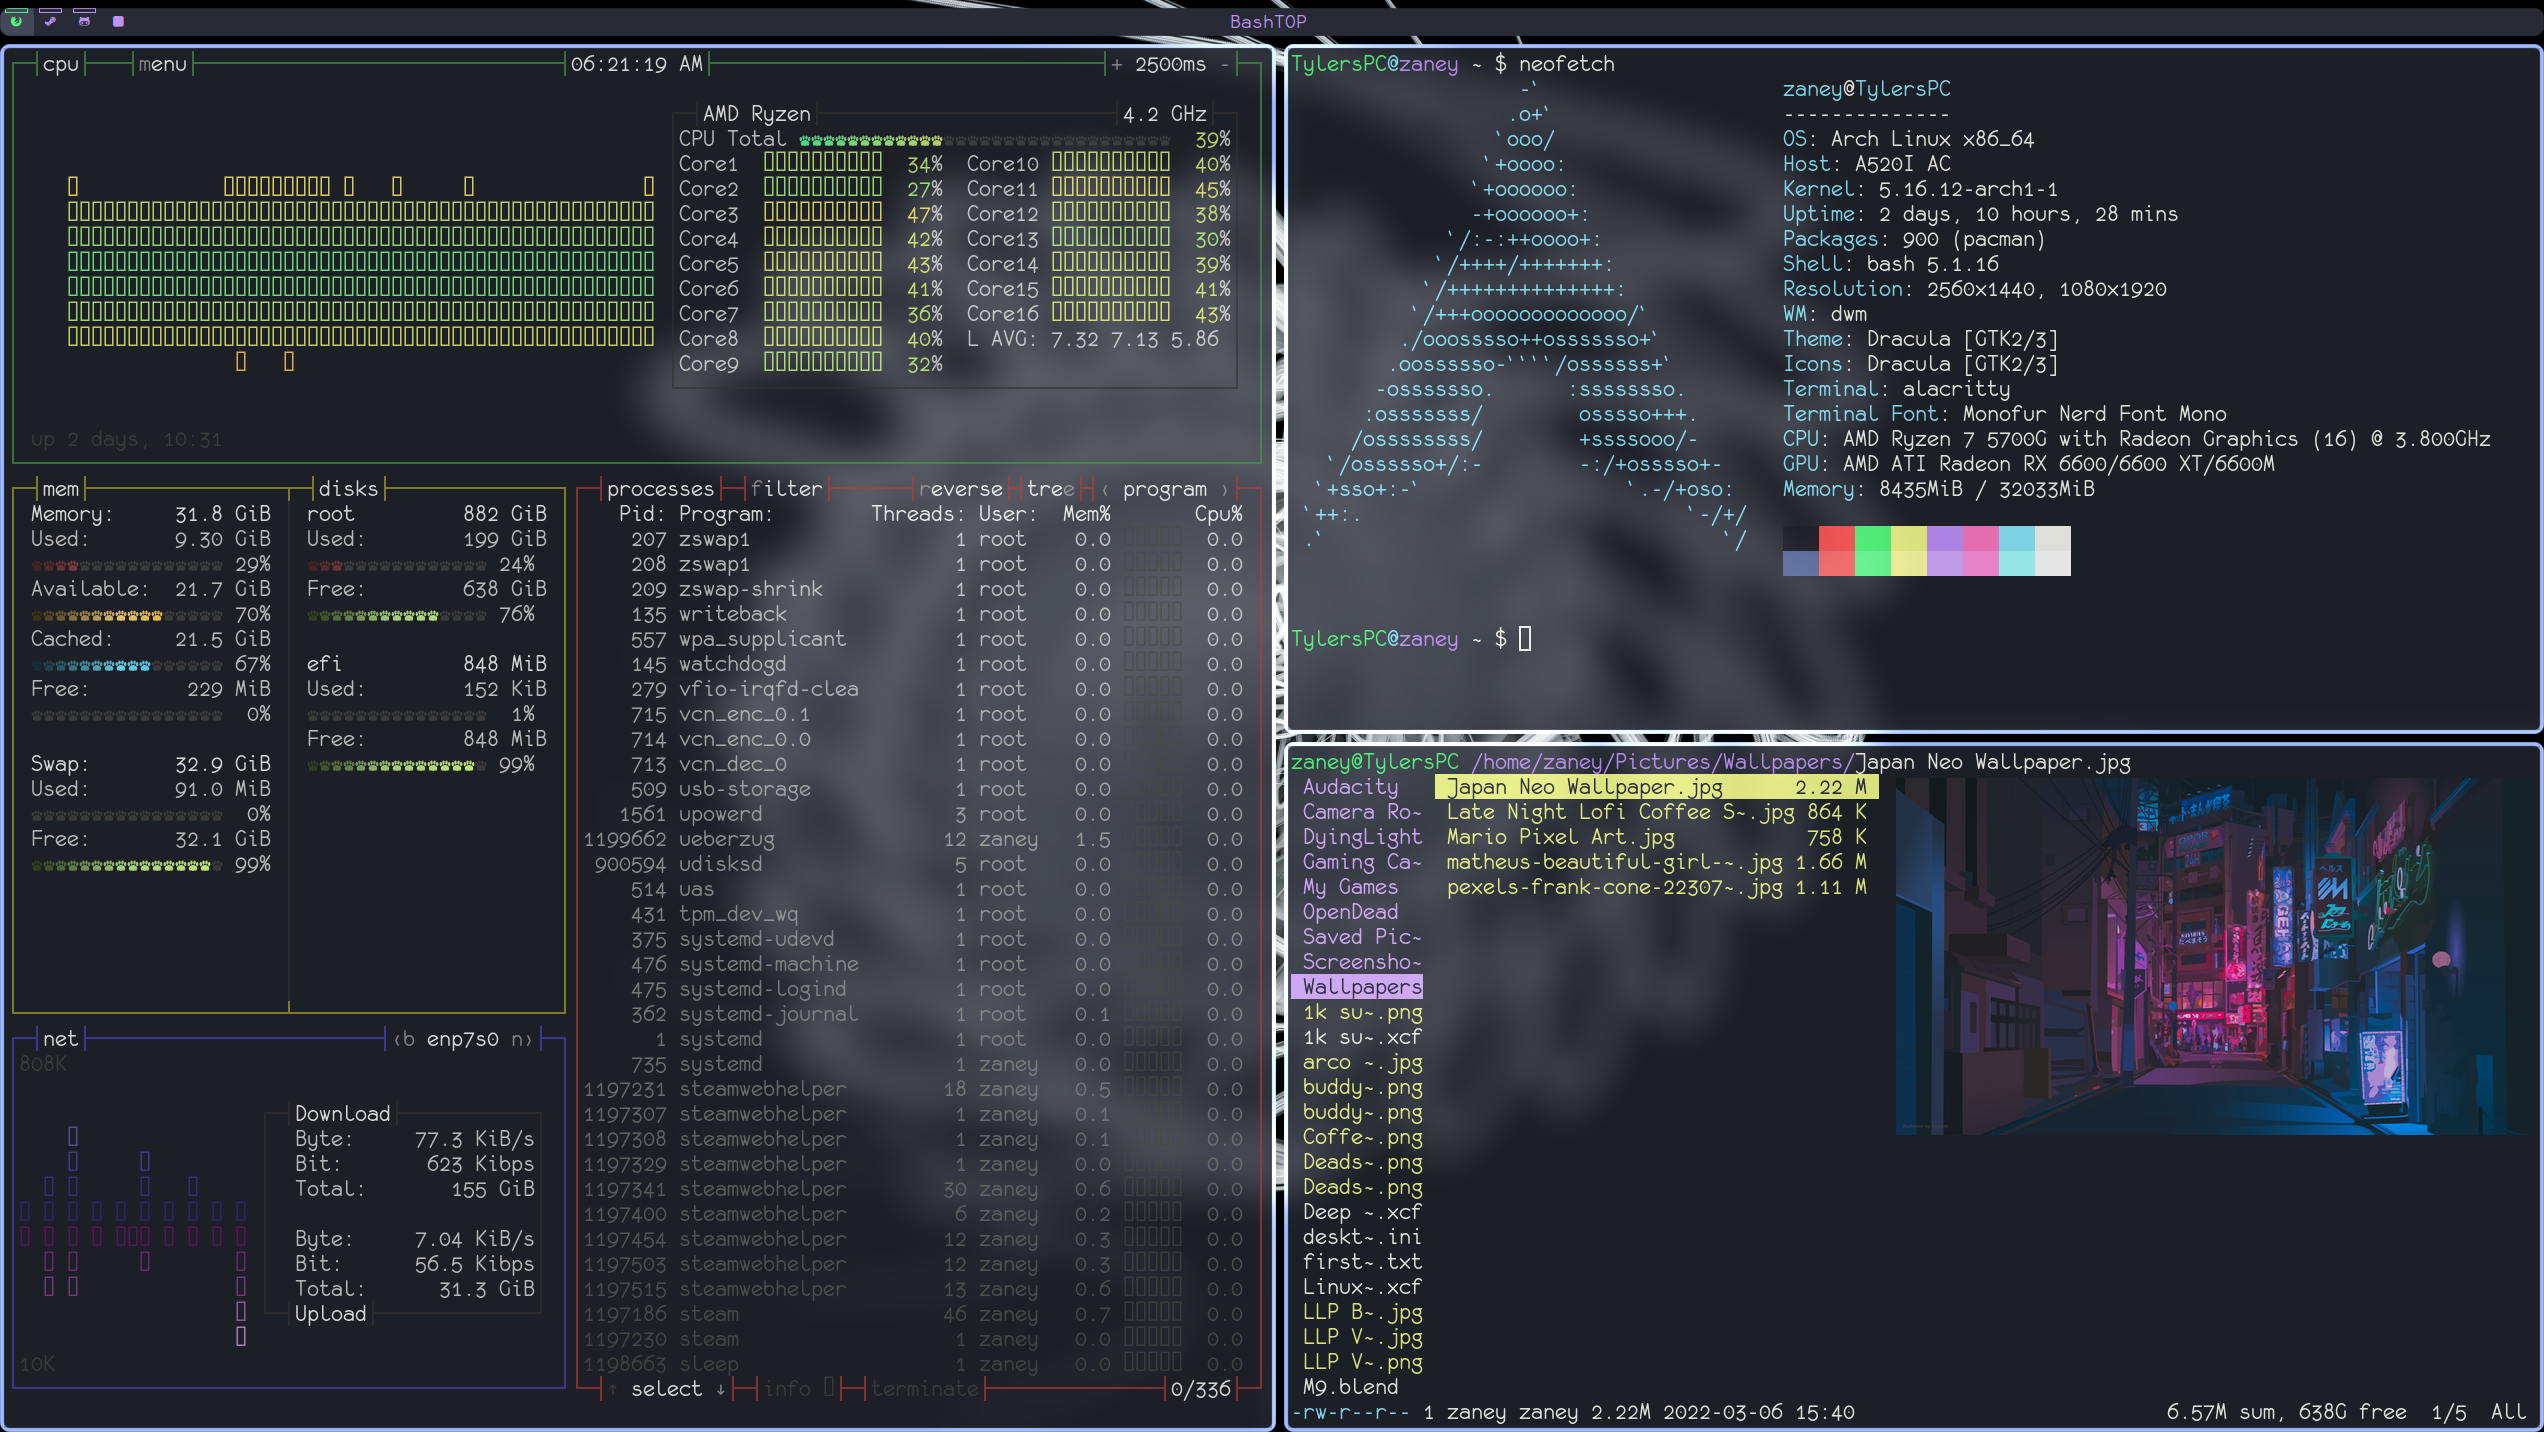 BashTOP
cpu menu 06:21:19 AM + 2500ms -
AMD Ryzen 4.2 GHz
CPU Total 39%
Core1 34% Core10 40%
Core2 27% Core11 45%
Core3 47% Core12 38%
Core4 42% Core13 30%
Core5 43% Core14 39%
Core6 41% Core15 41%
Core7 36% Core16 43%
Core8 40% L AVG: 7.32 7.13 5.86
Core9 32%
up 2 days, 10:31
mem disks
Memory: 31.8 GiB root 882 GiB
Used: 9.30 GiB Used: 199 GiB
29% 24%
Available: 21.7 GiB Free: 638 GiB
70% 76%
Cached: 21.5 GiB
67% efi 848 MiB
Free: 229 MiB Used: 152 KiB
0% 1%
Free: 848 MiB
Swap: 32.9 GiB 99%
Used: 91.0 MiB
0%
Free: 32.1 GiB
99%
net ‹b enp7s0 n›
808K
Download
Byte: 77.3 KiB/s
Bit: 623 Kibps
Total: 155 GiB
Byte: 7.04 KiB/s
Bit: 56.5 Kibps
Total: 31.3 GiB
Upload
10K
processes filter reverse tree ‹ program ›
Pid: Program: Threads: User: Mem% Cpu%
207 zswap1 1 root 0.0 0.0
208 zswap1 1 root 0.0 0.0
209 zswap-shrink 1 root 0.0 0.0
135 writeback 1 root 0.0 0.0
557 wpa_supplicant 1 root 0.0 0.0
145 watchdogd 1 root 0.0 0.0
279 vfio-irqfd-clea 1 root 0.0 0.0
715 vcn_enc_0.1 1 root 0.0 0.0
714 vcn_enc_0.0 1 root 0.0 0.0
713 vcn_dec_0 1 root 0.0 0.0
509 usb-storage 1 root 0.0 0.0
1561 upowerd 3 root 0.0 0.0
1199662 ueberzug 12 zaney 1.5 0.0
900594 udisksd 5 root 0.0 0.0
514 uas 1 root 0.0 0.0
431 tpm_dev_wq 1 root 0.0 0.0
375 systemd-udevd 1 root 0.0 0.0
476 systemd-machine 1 root 0.0 0.0
475 systemd-logind 1 root 0.0 0.0
362 systemd-journal 1 root 0.1 0.0
1 systemd 1 root 0.0 0.0
735 systemd 1 zaney 0.0 0.0
1197231 steamwebhelper 18 zaney 0.5 0.0
1197307 steamwebhelper 1 zaney 0.1 0.0
1197308 steamwebhelper 1 zaney 0.1 0.0
1197329 steamwebhelper 1 zaney 0.0 0.0
1197341 steamwebhelper 30 zaney 0.6 0.0
1197400 steamwebhelper 6 zaney 0.2 0.0
1197454 steamwebhelper 12 zaney 0.3 0.0
1197503 steamwebhelper 12 zaney 0.3 0.0
1197515 steamwebhelper 13 zaney 0.6 0.0
1197186 steam 46 zaney 0.7 0.0
1197230 steam 1 zaney 0.0 0.0
1198663 sleep 1 zaney 0.0 0.0
↑ select ↓ info terminate 0/336
TylersPC@zaney ~ $ neofetch
-`
.o+`
`ooo/
`+oooo:
`+oooooo:
-+oooooo+:
`/:-:++oooo+:
`/++++/+++++++:
`/++++++++++++++:
`/+++ooooooooooooo/`
./ooosssso++osssssso+`
.oossssso-````/ossssss+`
-osssssso. :ssssssso.
:osssssss/ osssso+++.
/ossssssss/ +ssssooo/-
`/ossssso+/:- -:/+osssso+-
`+sso+:-` `.-/+oso:
`++:. `-/+/
.` `/
zaney@TylersPC
--------------
OS: Arch Linux x86_64
Host: A520I AC
Kernel: 5.16.12-arch1-1
Uptime: 2 days, 10 hours, 28 mins
Packages: 900 (pacman)
Shell: bash 5.1.16
Resolution: 2560x1440, 1080x1920
WM: dwm
Theme: Dracula [GTK2/3]
Icons: Dracula [GTK2/3]
Terminal: alacritty
Terminal Font: Monofur Nerd Font Mono
CPU: AMD Ryzen 7 5700G with Radeon Graphics (16) @ 3.800GHz
GPU: AMD ATI Radeon RX 6600/6600 XT/6600M
Memory: 8435MiB / 32033MiB
TylersPC@zaney ~ $
zaney@TylersPC /home/zaney/Pictures/Wallpapers/Japan Neo Wallpaper.jpg
Audacity Japan Neo Wallpaper.jpg 2.22 M
Camera Ro~ Late Night Lofi Coffee S~.jpg 864 K
DyingLight Mario Pixel Art.jpg 758 K
Gaming Ca~ matheus-beautiful-girl-~.jpg 1.66 M
My Games pexels-frank-cone-22307~.jpg 1.11 M
OpenDead
Saved Pic~
Screensho~
Wallpapers
1k su~.png
1k su~.xcf
arco ~.jpg
buddy~.png
buddy~.png
Coffe~.png
Deads~.png
Deads~.png
Deep ~.xcf
deskt~.ini
first~.txt
Linux~.xcf
LLP B~.jpg
LLP V~.jpg
LLP V~.png
M9.blend
-rw-r--r-- 1 zaney zaney 2.22M 2022-03-06 15:40 6.57M sum, 638G free 1/5 All